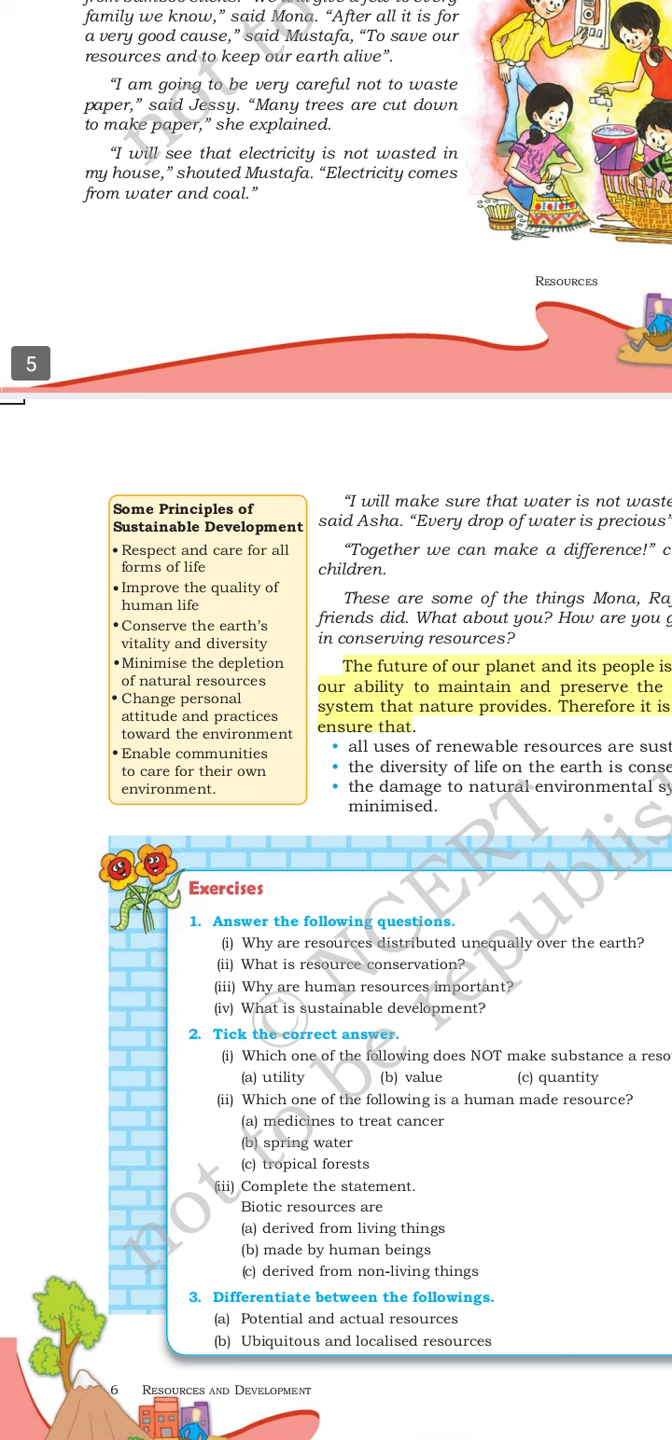 family we know,” said Mona. “After all it is for
a very good cause,” said Mustafa, “To save our
resources and to keep our earth alive”.
“I am going to be very careful not to waste
paper,” said Jessy. “Many trees are cut down
to make paper,” she explained.
“I will see that electricity is not wasted in
my house,” shouted Mustafa. “Electricity comes
from water and coal.”
RESOURCES
5
Some Principles of
Sustainable Development
• Respect and care for all
forms of life
• Improve the quality of
human life
• Conserve the earth’s
vitality and diversity
• Minimise the depletion
of natural resources
• Change personal
attitude and practices
toward the environment
• Enable communities
to care for their own
environment.
“I will make sure that water is not
said Asha. “Every drop of water is precious”
“Together we can make a difference!”
children.
These are some of the things Mona,
friends did. What about you? How are you
in conserving resources?
The future of our planet and its people is
our ability to maintain and preserve the
system that nature provides. Therefore it is
ensure that.
• all uses of renewable resources are
• the diversity of life on the earth is
• the damage to natural environmental
minimised.
Exercises
1. Answer the following questions.
(i) Why are resources distributed unequally over the earth?
(ii) What is resource conservation?
(iii) Why are human resources important?
(iv) What is sustainable development?
2. Tick the correct answer.
(i) Which one of the following does NOT make substance a
(a) utility (b) value (c) quantity
(ii) Which one of the following is a human made resource?
(a) medicines to treat cancer
(b) spring water
(c) tropical forests
(iii) Complete the statement.
Biotic resources are
(a) derived from living things
(b) made by human beings
(c) derived from non-living things
3. Differentiate between the followings.
(a) Potential and actual resources
(b) Ubiquitous and localised resources
6 RESOURCES AND DEVELOPMENT
not to
© NCERT
not to be republish